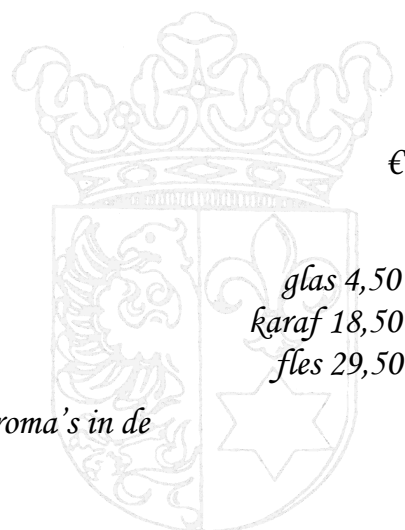 €
glas 4,50
karaf 18,50
fles 29,50
roma's in de